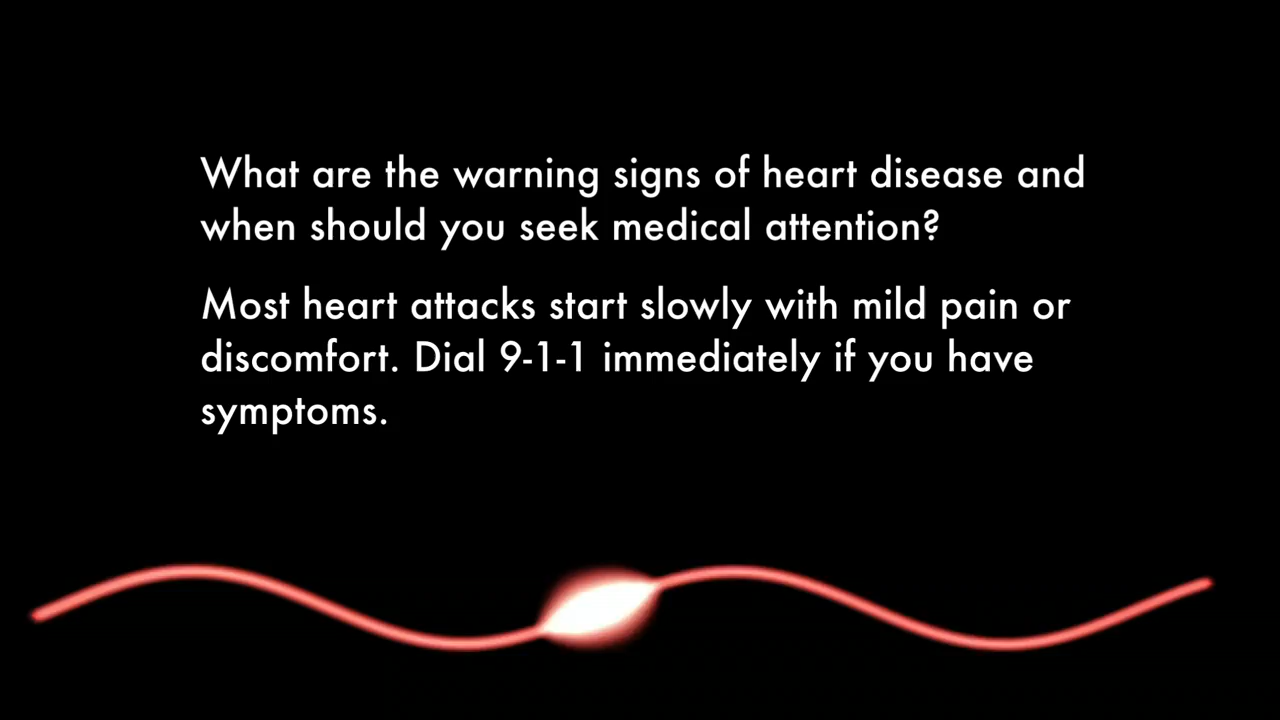 What are the warning signs of heart disease and
when should you seek medical attention?
Most heart attacks start slowly with mild pain or
discomfort. Dial 9-1-1 immediately if you have
symptoms.